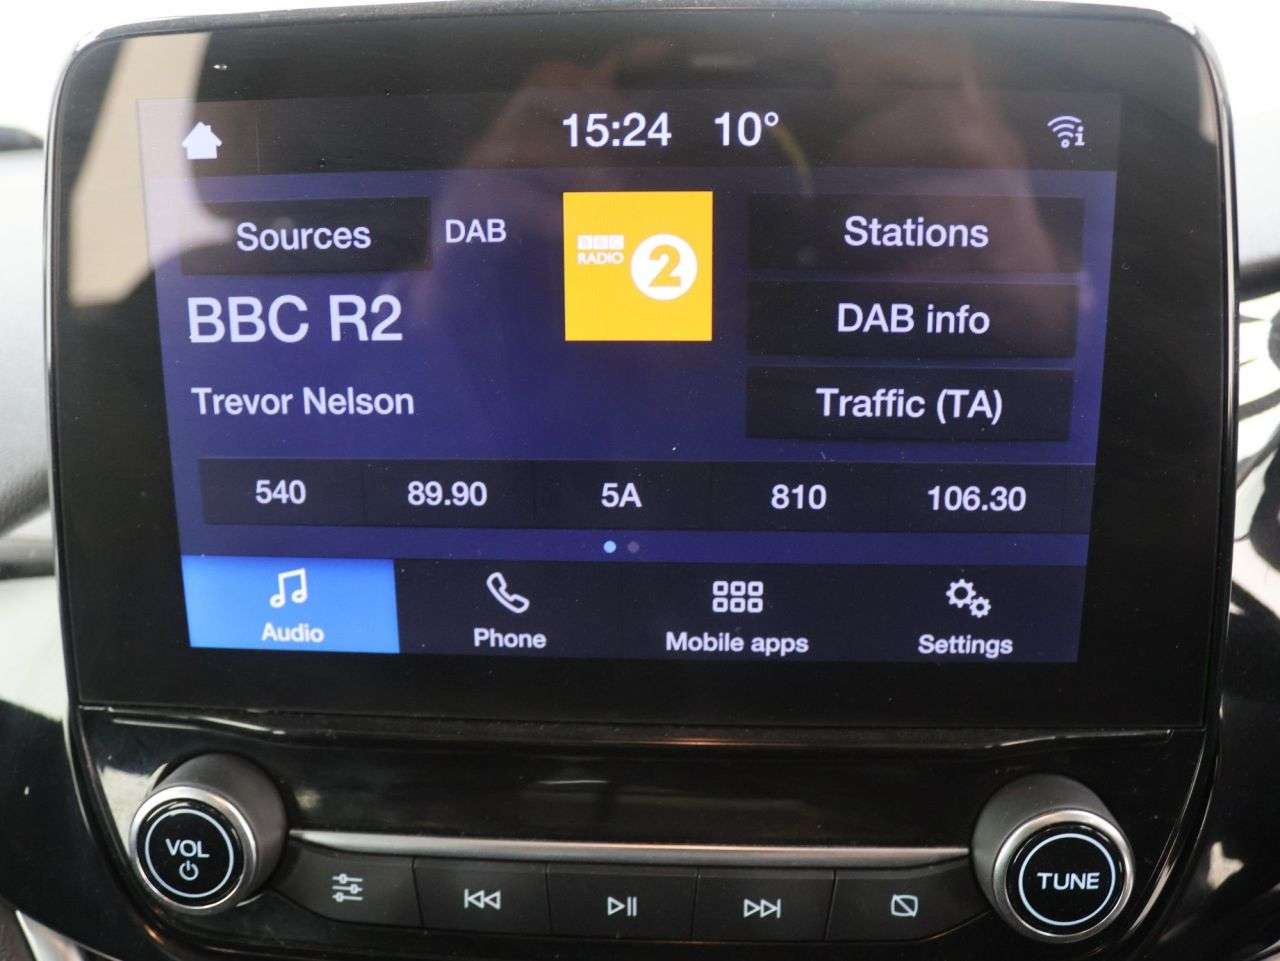 15:24 10°
Sources DAB
BBC
RADIO
2
Stations
BBC R2
DAB info
Trevor Nelson
Traffic (TA)
540 89.90 5A 810 106.30
Audio Phone Mobile apps Settings
VOL
TUNE